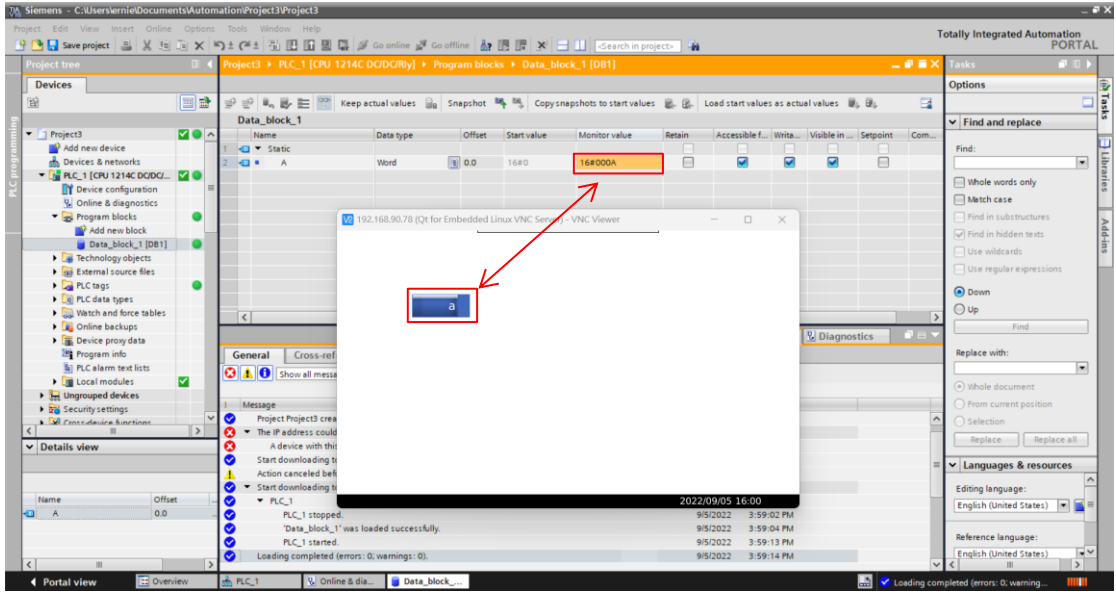 Siemens - C:\Users\ernie\Documents\Automation\Project3\Project3
Project Edit View Insert Online Options Tools Window Help
Totally Integrated Automation
PORTAL
Save project
Go online
Go offline
<Search in project>
Project tree
Project3 ▸ PLC_1 [CPU 1214C DC/DC/Rly] ▸ Program blocks ▸ Data_block_1 [DB1]
Tasks
Devices
Options
Keep actual values
Snapshot
Copy snapshots to start values
Load start values as actual values
Data_block_1
Name Data type Offset Start value Monitor value Retain Accessible f... Writa... Visible in ... Setpoint Com...
1 Static
2 A Word 0.0 16#0 16#000A
PLC programming
Project3
Add new device
Devices & networks
PLC_1 [CPU 1214C DC/DC/...
Device configuration
Online & diagnostics
Program blocks
Add new block
Data_block_1 [DB1]
Technology objects
External source files
PLC tags
PLC data types
Watch and force tables
Online backups
Device proxy data
Program info
PLC alarm text lists
Local modules
Ungrouped devices
Security settings
Cross-device functions
Details view
Name Offset
A 0.0
192.168.90.78 (Qt for Embedded Linux VNC Server) - VNC Viewer
a
2022/09/05 16:00
Diagnostics
General
Cross-ref
Show all messa
! Message
Project Project3 crea
The IP address could
A device with this
Start downloading to
Action canceled bef
Start downloading to
PLC_1
PLC_1 stopped. 9/5/2022 3:59:02 PM
'Data_block_1' was loaded successfully. 9/5/2022 3:59:04 PM
PLC_1 started. 9/5/2022 3:59:13 PM
Loading completed (errors: 0; warnings: 0). 9/5/2022 3:59:14 PM
Find and replace
Find:
Whole words only
Match case
Find in substructures
Find in hidden texts
Use wildcards
Use regular expressions
Down
Up
Find
Replace with:
Whole document
From current position
Selection
Replace
Replace all
Languages & resources
Editing language:
English (United States)
Reference language:
English (United States)
Tasks
Libraries
Add-ins
Portal view
Overview
PLC_1
Online & dia...
Data_block_...
Loading completed (errors: 0; warning...